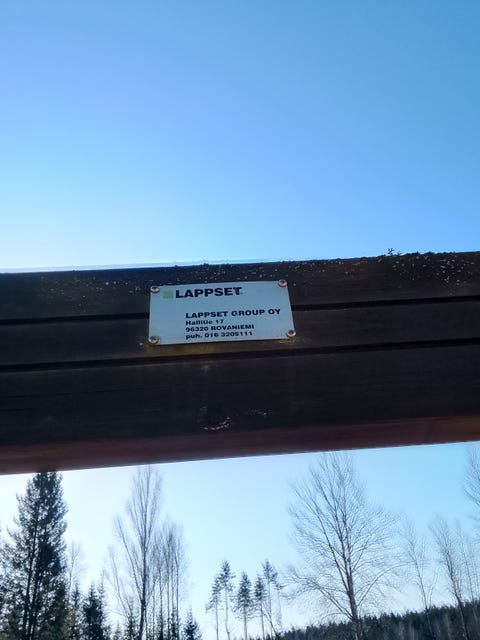 LAPPSET
LAPPSET GROUP OY
Hallitie 17
96320 ROVANIEMI
puh. 016 3205111